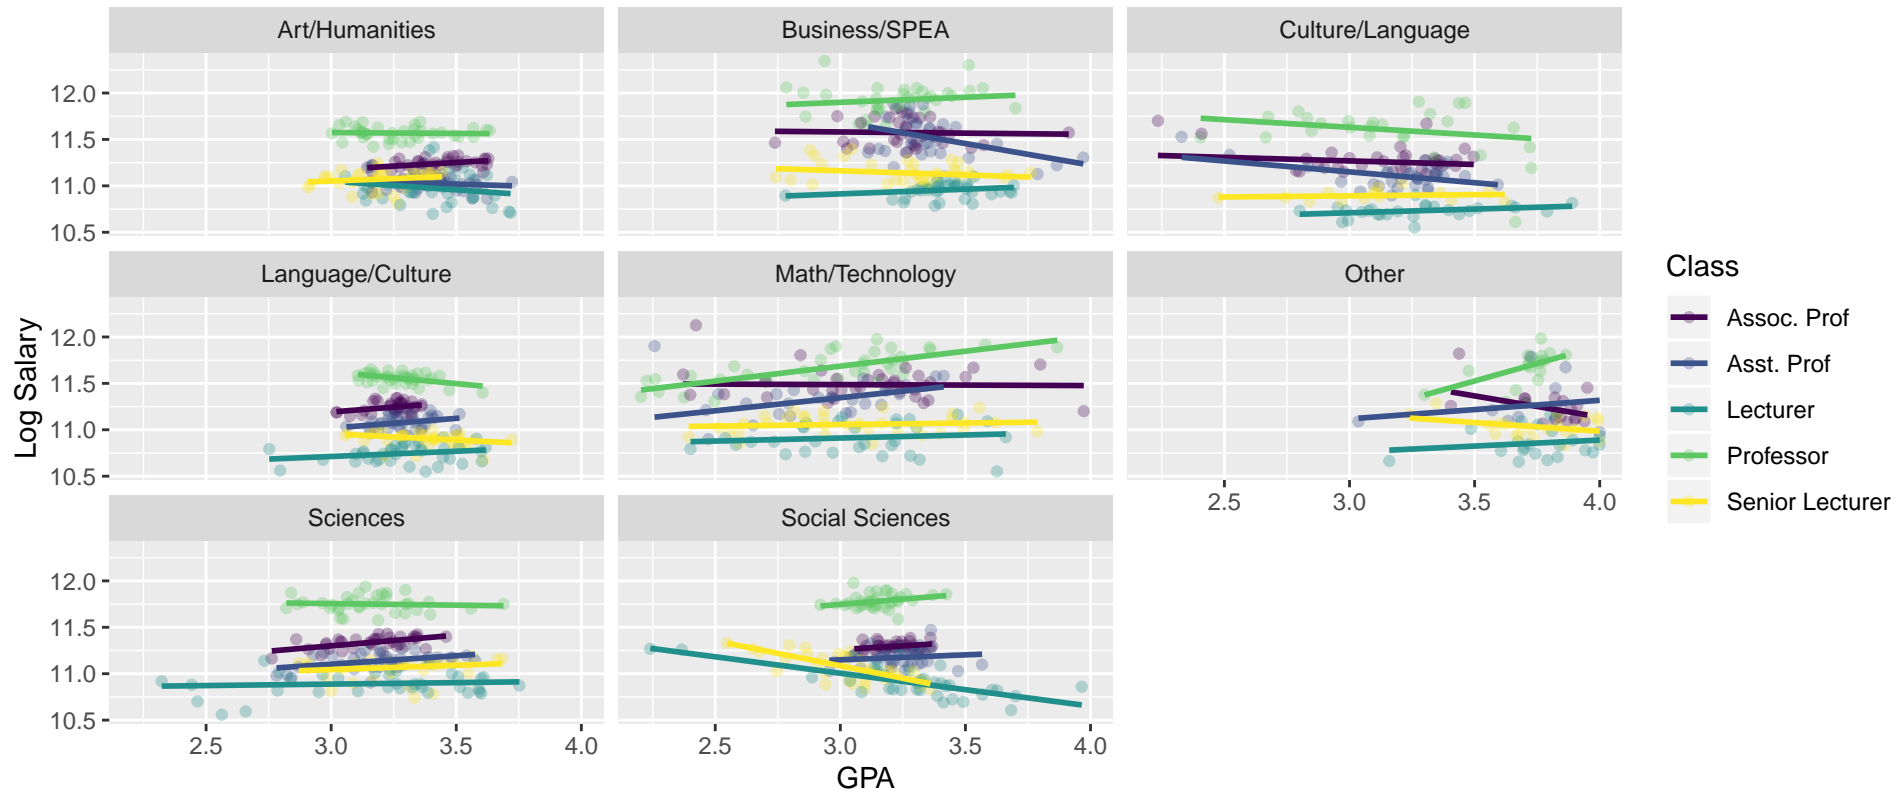 Art/Humanities Business/SPEA Culture/Language
12.0
11.5
11.0
10.5
Language/Culture Math/Technology Other
12.0
11.5
11.0
10.5
2.5 3.0 3.5 4.0
Sciences Social Sciences
12.0
11.5
11.0
10.5
2.5 3.0 3.5 4.0 2.5 3.0 3.5 4.0
GPA
Log Salary
Class
Assoc. Prof
Asst. Prof
Lecturer
Professor
Senior Lecturer